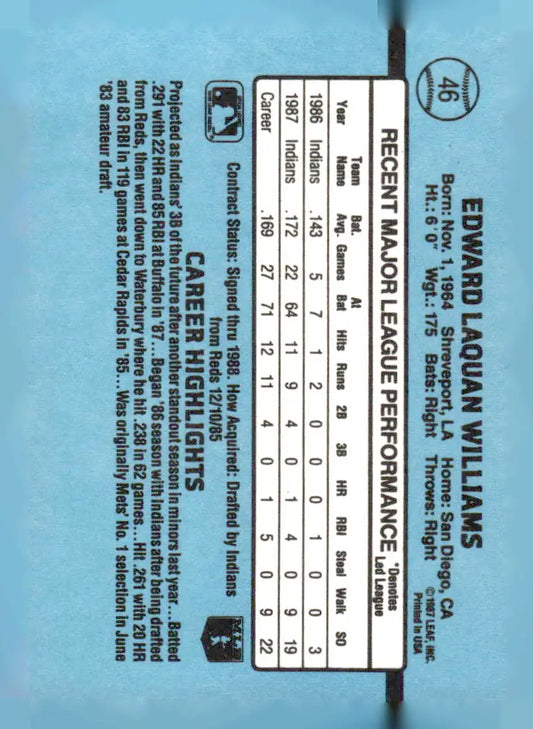 46
EDWARD LAQUAN WILLIAMS
Born: Nov. 1, 1964 Shreveport, LA Home: San Diego, CA
Ht.: 6' 0" Wgt.: 175 Bats: Right Throws: Right
©1987 LEAF, INC.
Printed in USA
RECENT MAJOR LEAGUE PERFORMANCE
*Denotes
Led League
Year Team Name Bat. Avg. Games At Bat Hits Runs 2B 3B HR RBI Steal Walk SO
1986 Indians .143 5 7 1 2 0 0 0 1 0 0 3
1987 Indians .172 22 64 11 9 4 0 1 4 0 9 19
Career .169 27 71 12 11 4 0 1 5 0 9 22
Contract Status: Signed thru 1988. How Acquired: Drafted by Indians
from Reds 12/10/85
CAREER HIGHLIGHTS
Projected as Indians' 3B of the future after another standout season in minors last year... Batted
.291 with 22 HR and 85 RBI at Buffalo in '87... Began '86 season with Indians after being drafted
from Reds, then went down to Waterbury where he hit .238 in 62 games... Hit .261 with 20 HR
and 83 RBI in 119 games at Cedar Rapids in '85... Was originally Mets' No. 1 selection in June
'83 amateur draft.